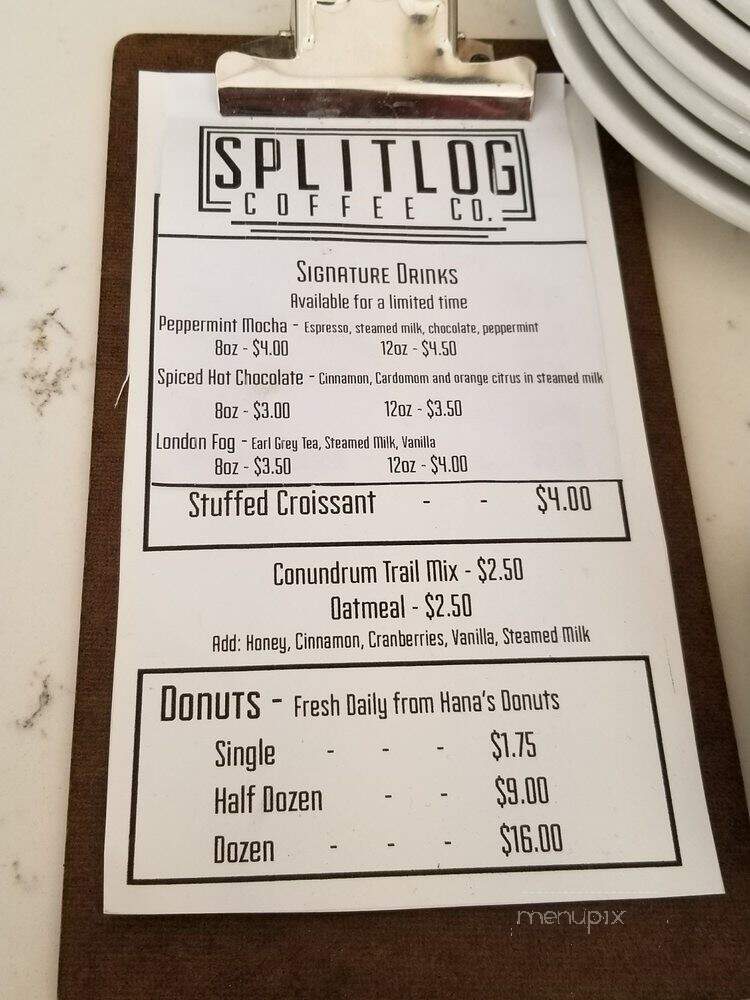 SPLITLOG
COFFEE CO.
Signature Drinks
Available for a limited time
Peppermint Mocha - Espresso, steamed milk, chocolate, peppermint
8oz - $4.00 12oz - $4.50
Spiced Hot Chocolate - Cinnamon, Cardomom and orange citrus in steamed milk
8oz - $3.00 12oz - $3.50
London Fog - Earl Grey Tea, Steamed Milk, Vanilla
8oz - $3.50 12oz - $4.00
Stuffed Croissant - - $4.00
Conundrum Trail Mix - $2.50
Oatmeal - $2.50
Add: Honey, Cinnamon, Cranberries, Vanilla, Steamed Milk
Donuts - Fresh Daily from Hana's Donuts
Single - - - $1.75
Half Dozen - - $9.00
Dozen - - - $16.00
menupix